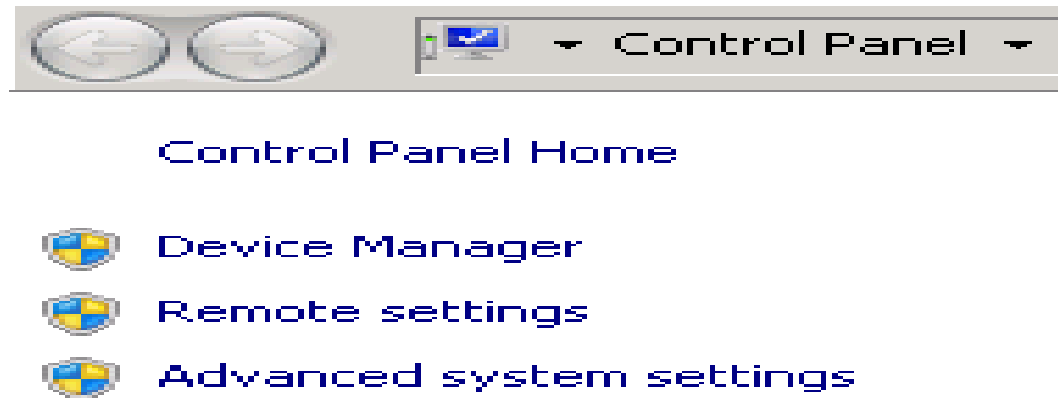 Control Panel
Control Panel Home
Device Manager
Remote settings
Advanced system settings